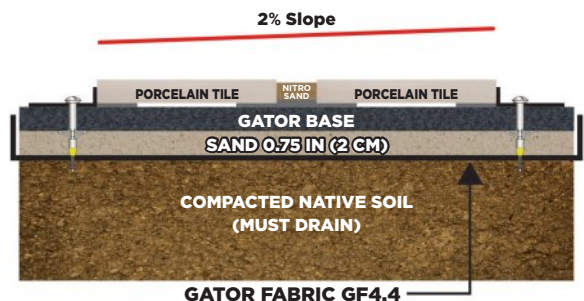 2% Slope
PORCELAIN TILE
NITRO
SAND
PORCELAIN TILE
GATOR BASE
SAND 0.75 IN (2 CM)
COMPACTED NATIVE SOIL
(MUST DRAIN)
GATOR FABRIC GF4.4